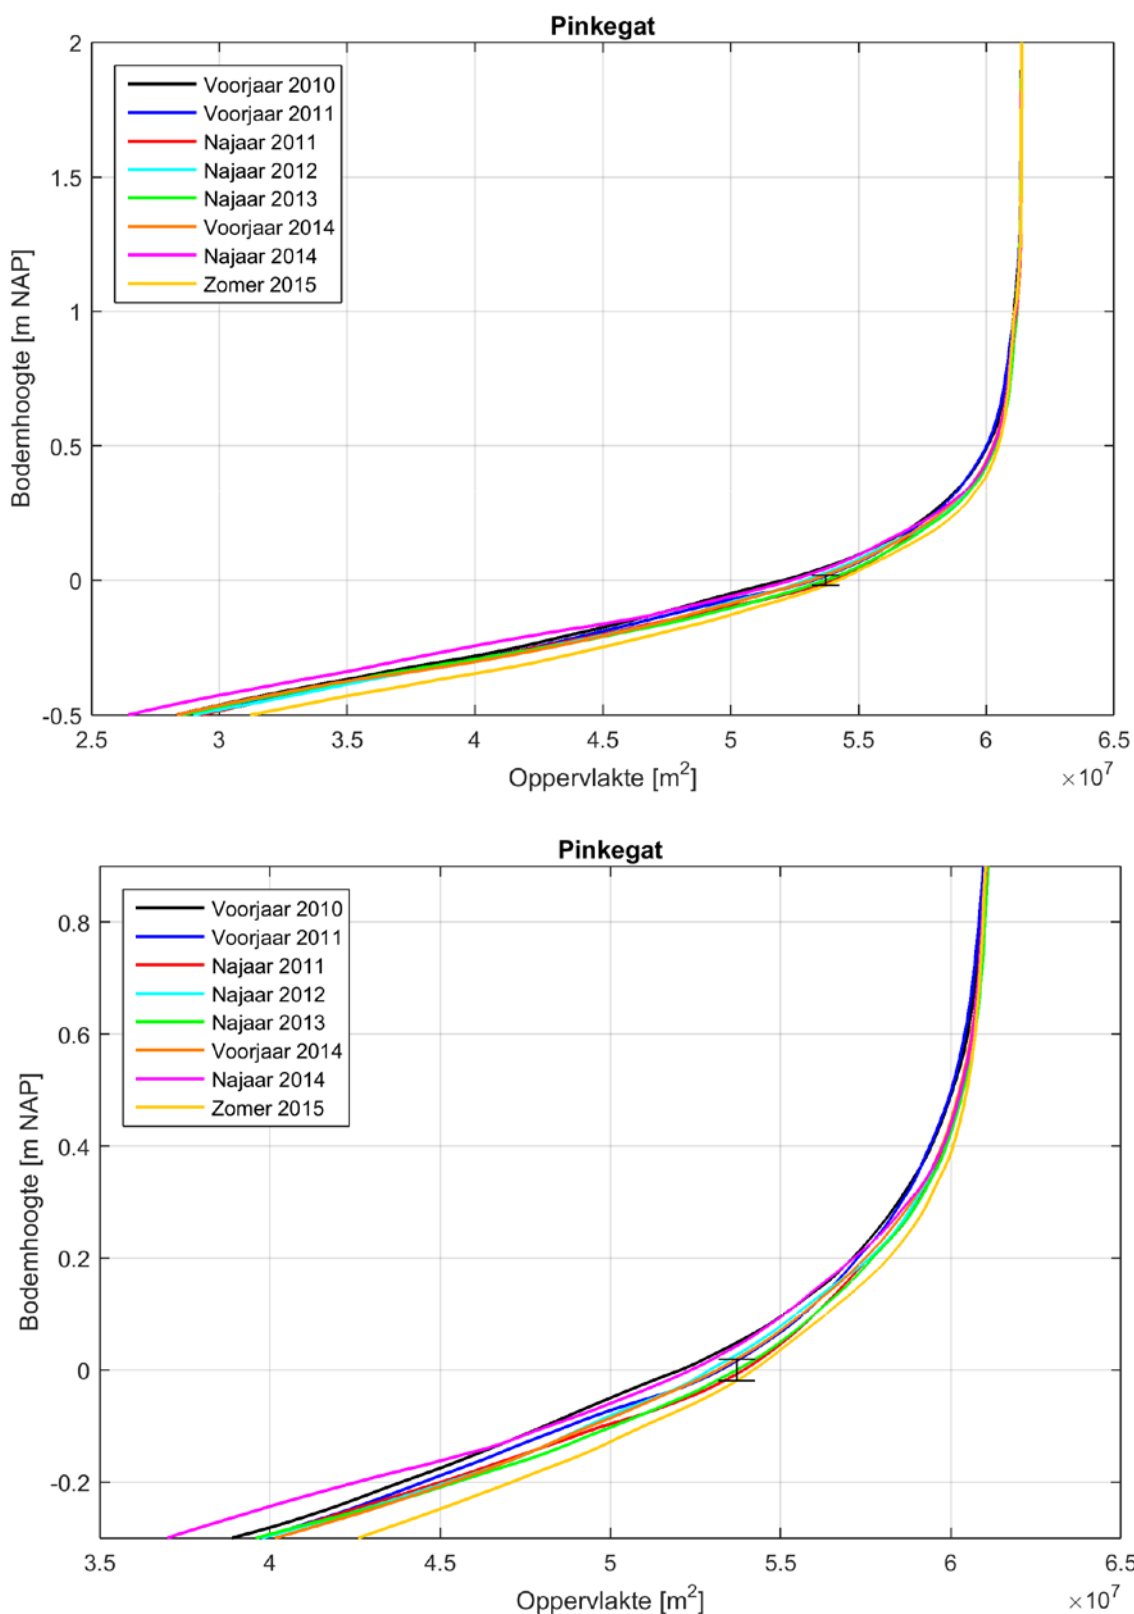 Pinkegat
2
1.5
1
0.5
0
-0.5
Bodemhoogte [m NAP]
Voorjaar 2010
Voorjaar 2011
Najaar 2011
Najaar 2012
Najaar 2013
Voorjaar 2014
Najaar 2014
Zomer 2015
2.5 3 3.5 4 4.5 5 5.5 6 6.5
Oppervlakte [m²] ×10⁷
Pinkegat
0.8
0.6
0.4
0.2
0
-0.2
Bodemhoogte [m NAP]
Voorjaar 2010
Voorjaar 2011
Najaar 2011
Najaar 2012
Najaar 2013
Voorjaar 2014
Najaar 2014
Zomer 2015
3.5 4 4.5 5 5.5 6 6.5
Oppervlakte [m²] ×10⁷